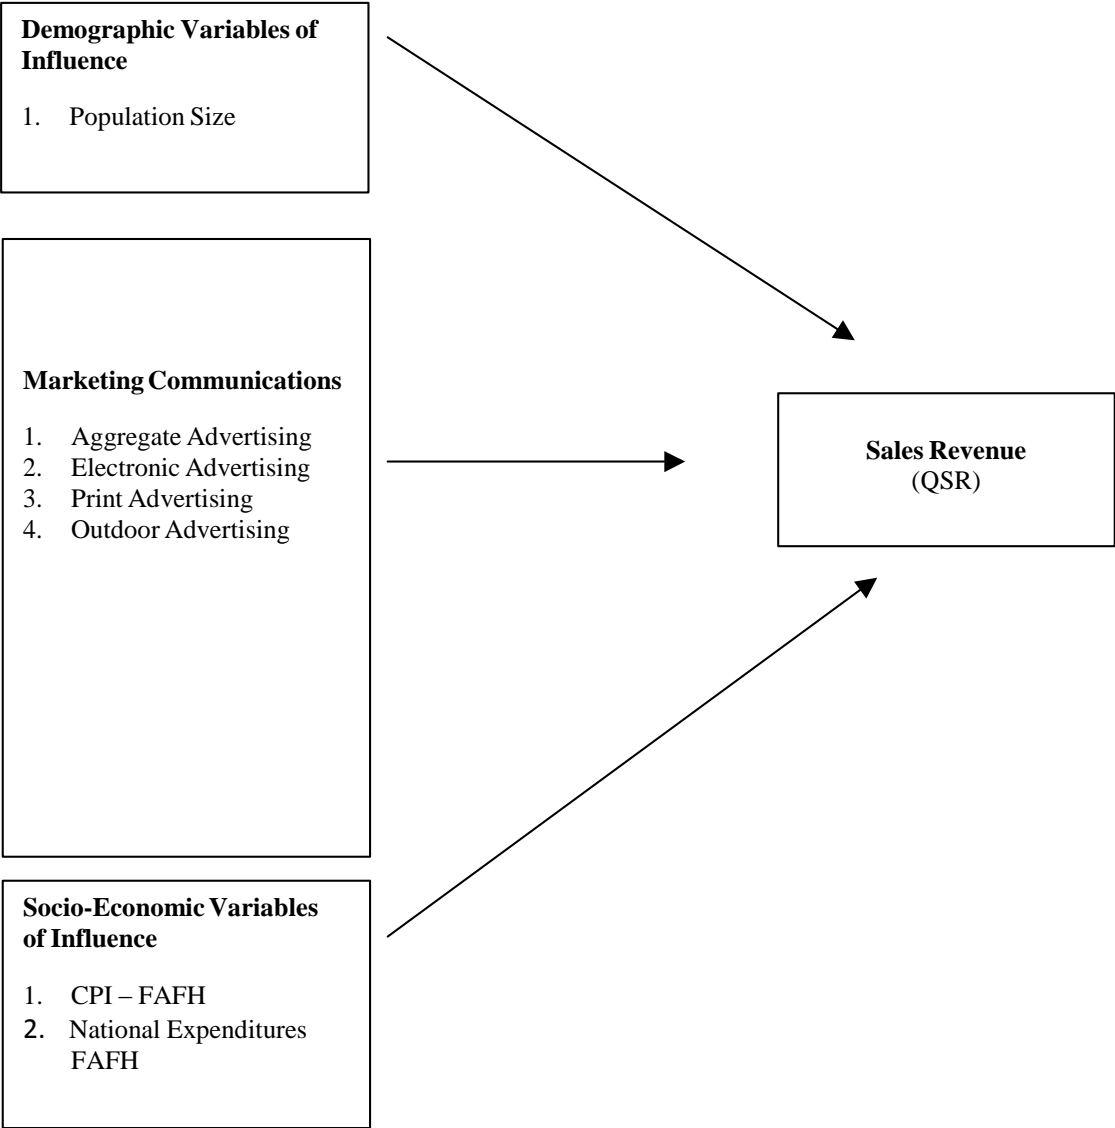 Demographic Variables of
Influence
1. Population Size
Marketing Communications
1. Aggregate Advertising
2. Electronic Advertising
3. Print Advertising
4. Outdoor Advertising
Sales Revenue
(QSR)
Socio-Economic Variables
of Influence
1. CPI – FAFH
2. National Expenditures
FAFH